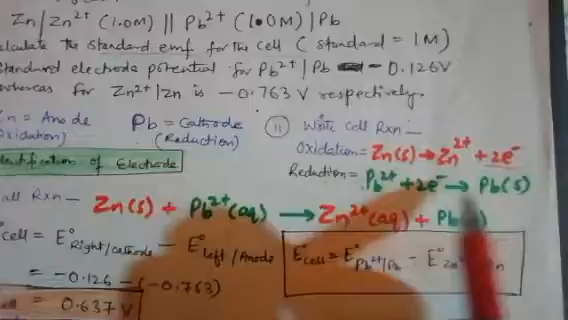 Zn/Zn²⁺ (1.0M) || Pb²⁺ (1.0M) | Pb
alculate the standard emf for the cell ( standard = 1M)
standard electrode potential for Pb²⁺ | Pb - 0.126V
whereas for Zn²⁺|Zn is -0.763 V respectively.
Zn = Anode Pb = Cathode (ii) Write Cell Rxn -
Oxidation) (Reduction) Oxidation = Zn(s) → Zn²⁺ + 2e⁻
dentification of Electrode Reduction = Pb²⁺ + 2e⁻ → Pb(s)
all Rxn - Zn(s) + Pb²⁺(aq) → Zn²⁺(aq) + Pb
cell = E° Right/cathode - E° left/Anode E°cell = E° Pb²⁺/Pb - E°
= -0.126 - (-0.763)
= 0.637 V